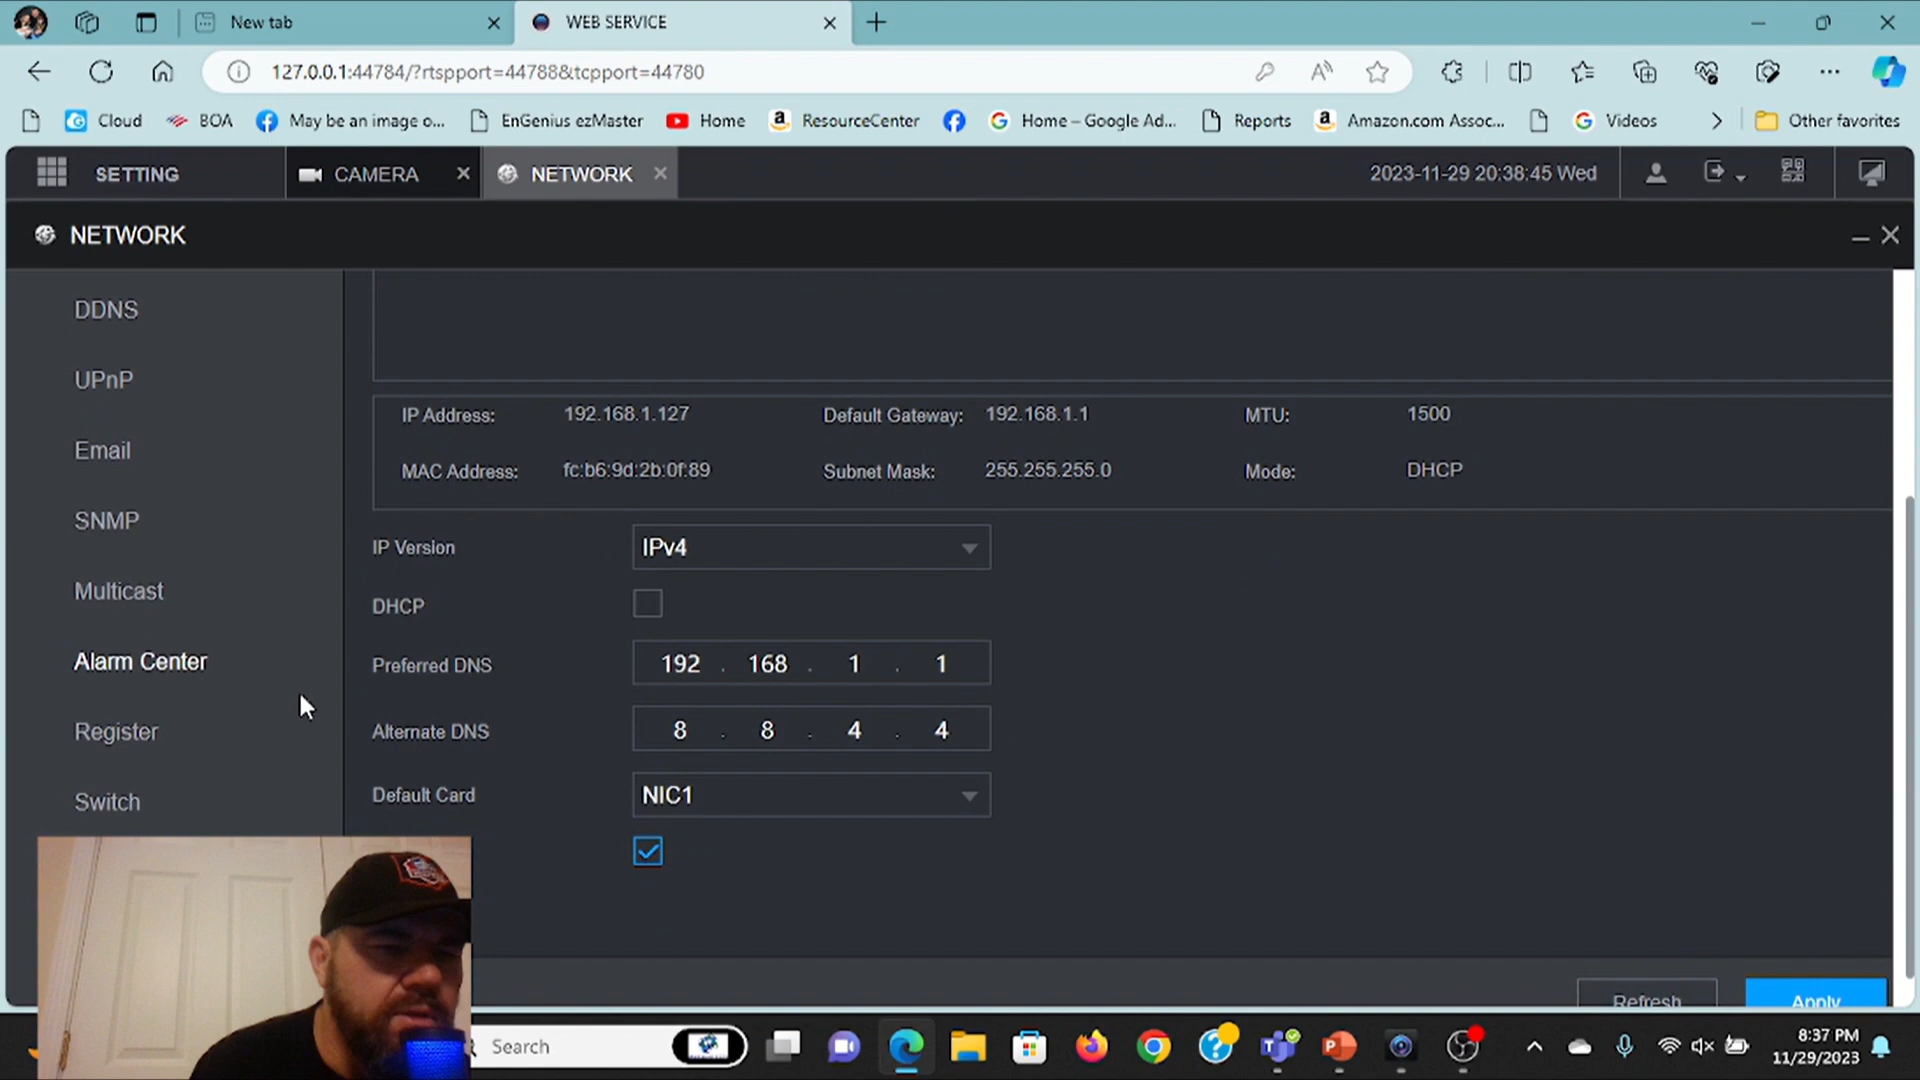 New tab
WEB SERVICE
127.0.0.1:44784/?rtspport=44788&tcpport=44780
Cloud
BOA
May be an image o...
EnGenius ezMaster
Home
ResourceCenter
Home – Google Ad...
Reports
Amazon.com Assoc...
Videos
Other favorites
SETTING
CAMERA
NETWORK
2023-11-29 20:38:45 Wed
NETWORK
DDNS
UPnP
Email
SNMP
Multicast
Alarm Center
Register
Switch
IP Address: 192.168.1.127 Default Gateway: 192.168.1.1 MTU: 1500
MAC Address: fc:b6:9d:2b:0f:89 Subnet Mask: 255.255.255.0 Mode: DHCP
IP Version IPv4
DHCP
Preferred DNS 192 . 168 . 1 . 1
Alternate DNS 8 . 8 . 4 . 4
Default Card NIC1
Refresh
Apply
Search
8:37 PM
11/29/2023